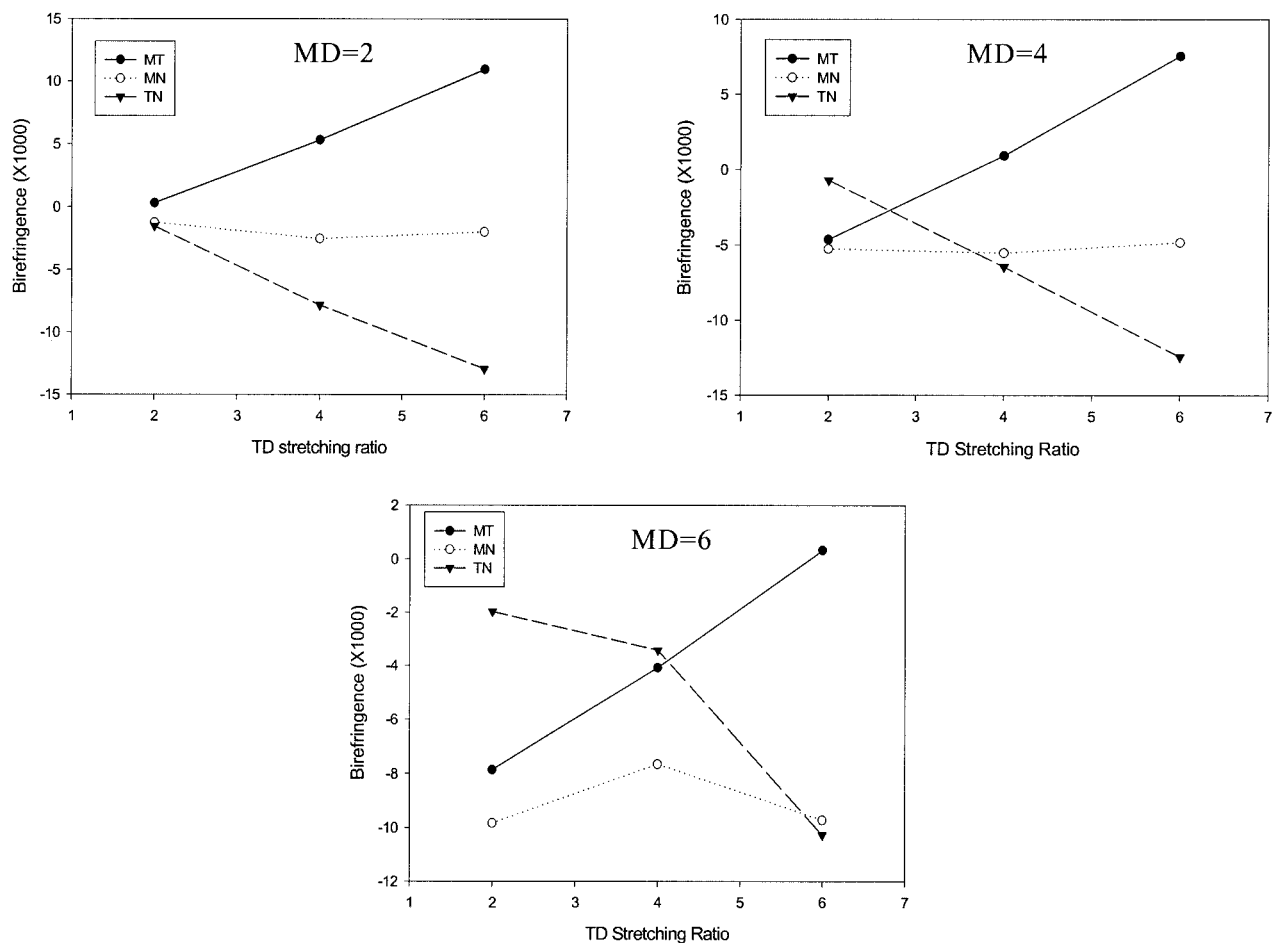 MD=2
MT
MN
TN
15
10
5
0
-5
-10
-15
Birefringence (X1000)
1 2 3 4 5 6 7
TD stretching ratio
MD=4
MT
MN
TN
10
5
0
-5
-10
-15
Birefringence (X1000)
1 2 3 4 5 6 7
TD Stretching Ratio
MD=6
MT
MN
TN
2
0
-2
-4
-6
-8
-10
-12
Birefringence (X1000)
1 2 3 4 5 6 7
TD Stretching Ratio